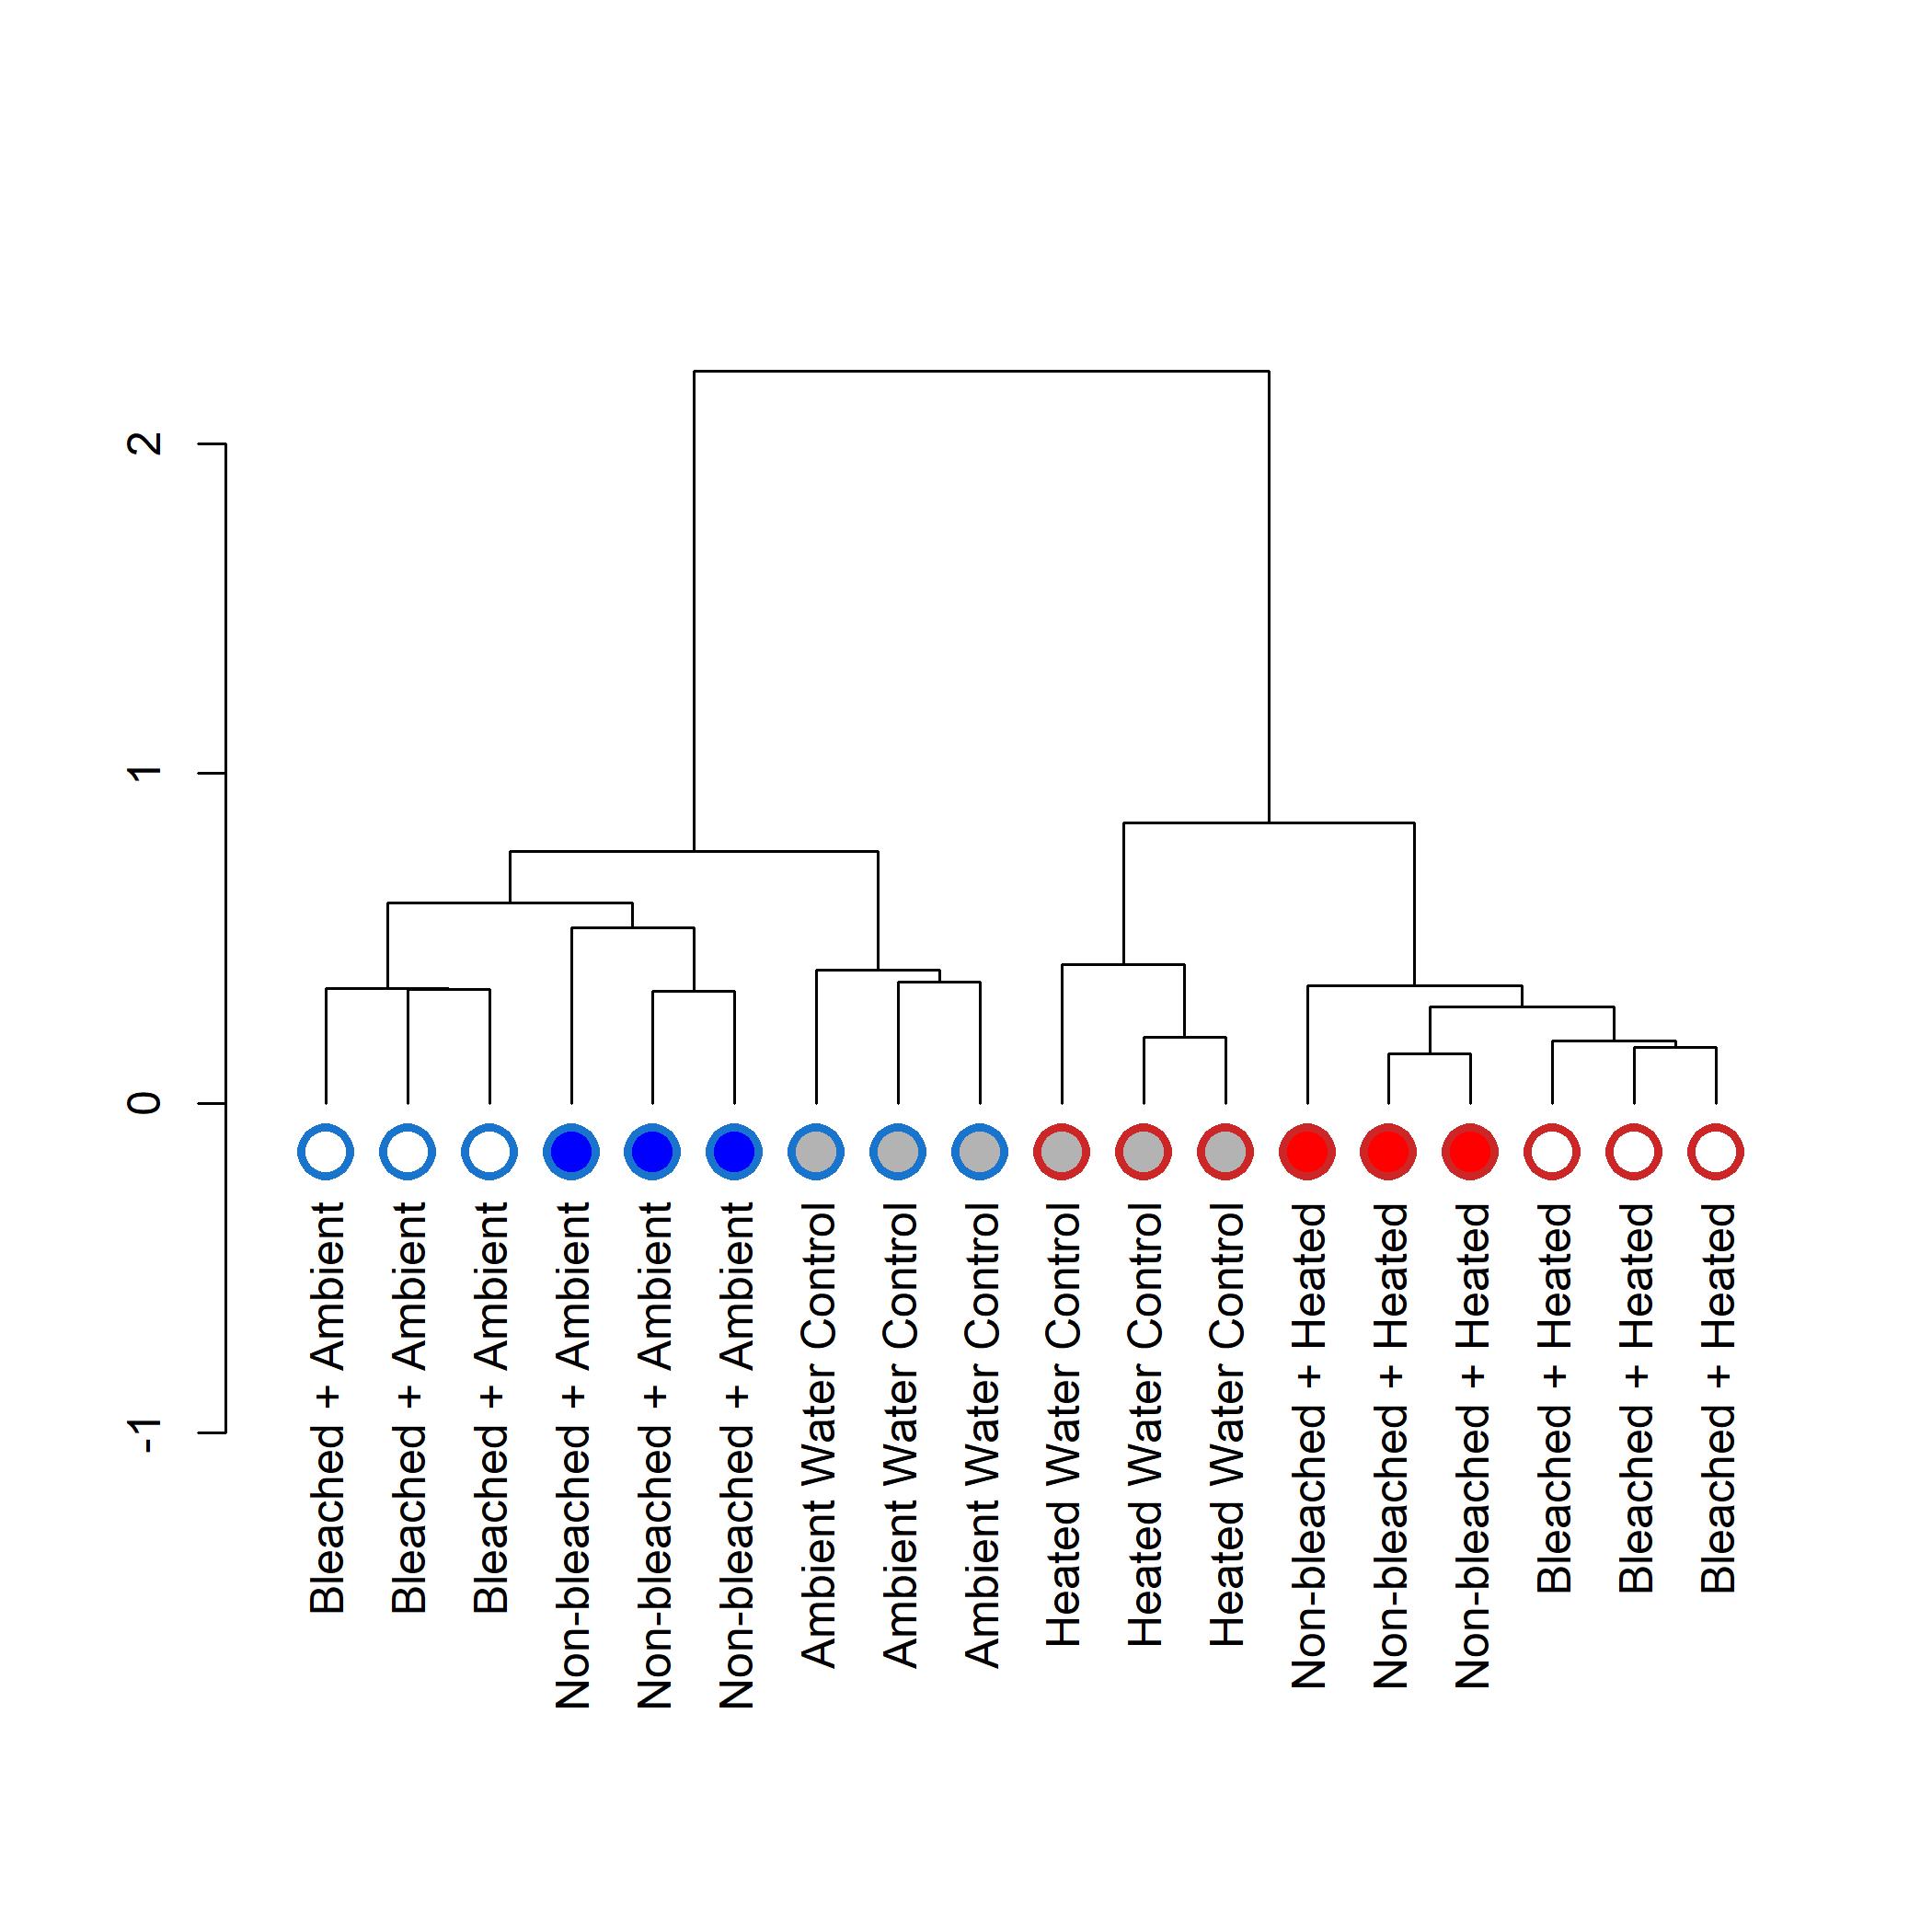 2
1
0
-1
Bleached + Ambient
Bleached + Ambient
Bleached + Ambient
Non-bleached + Ambient
Non-bleached + Ambient
Non-bleached + Ambient
Ambient Water Control
Ambient Water Control
Ambient Water Control
Heated Water Control
Heated Water Control
Heated Water Control
Non-bleached + Heated
Non-bleached + Heated
Non-bleached + Heated
Bleached + Heated
Bleached + Heated
Bleached + Heated